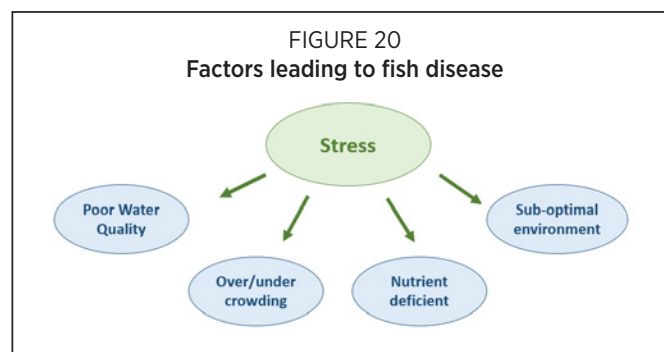 FIGURE 20
Factors leading to fish disease
Stress
Poor Water
Quality
Sub-optimal
environment
Over/under
crowding
Nutrient
deficient